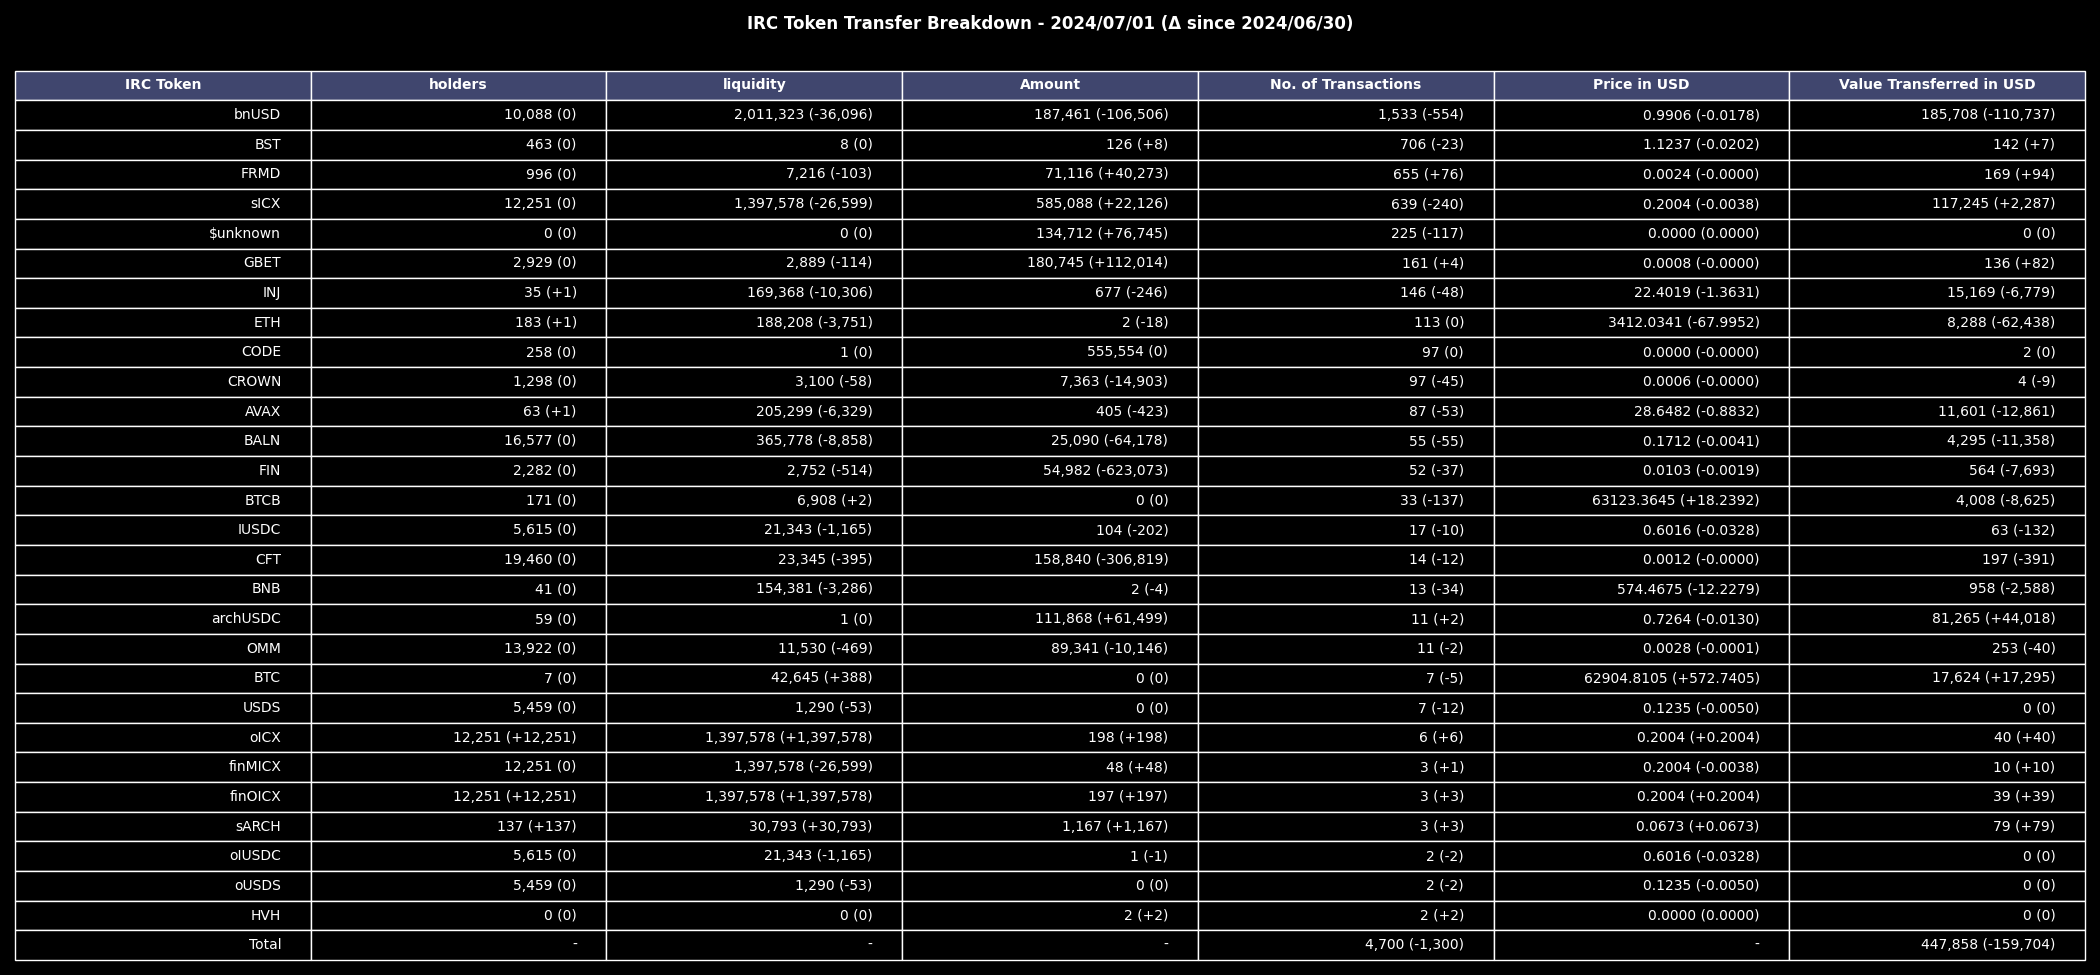 IRC Token Transfer Breakdown - 2024/07/01 (Δ since 2024/06/30)
IRC Token holders liquidity Amount No. of Transactions Price in USD Value Transferred in USD
bnUSD 10,088 (0) 2,011,323 (-36,096) 187,461 (-106,506) 1,533 (-554) 0.9906 (-0.0178) 185,708 (-110,737)
BST 463 (0) 8 (0) 126 (+8) 706 (-23) 1.1237 (-0.0202) 142 (+7)
FRMD 996 (0) 7,216 (-103) 71,116 (+40,273) 655 (+76) 0.0024 (-0.0000) 169 (+94)
sICX 12,251 (0) 1,397,578 (-26,599) 585,088 (+22,126) 639 (-240) 0.2004 (-0.0038) 117,245 (+2,287)
$unknown 0 (0) 0 (0) 134,712 (+76,745) 225 (-117) 0.0000 (0.0000) 0 (0)
GBET 2,929 (0) 2,889 (-114) 180,745 (+112,014) 161 (+4) 0.0008 (-0.0000) 136 (+82)
INJ 35 (+1) 169,368 (-10,306) 677 (-246) 146 (-48) 22.4019 (-1.3631) 15,169 (-6,779)
ETH 183 (+1) 188,208 (-3,751) 2 (-18) 113 (0) 3412.0341 (-67.9952) 8,288 (-62,438)
CODE 258 (0) 1 (0) 555,554 (0) 97 (0) 0.0000 (-0.0000) 2 (0)
CROWN 1,298 (0) 3,100 (-58) 7,363 (-14,903) 97 (-45) 0.0006 (-0.0000) 4 (-9)
AVAX 63 (+1) 205,299 (-6,329) 405 (-423) 87 (-53) 28.6482 (-0.8832) 11,601 (-12,861)
BALN 16,577 (0) 365,778 (-8,858) 25,090 (-64,178) 55 (-55) 0.1712 (-0.0041) 4,295 (-11,358)
FIN 2,282 (0) 2,752 (-514) 54,982 (-623,073) 52 (-37) 0.0103 (-0.0019) 564 (-7,693)
BTCB 171 (0) 6,908 (+2) 0 (0) 33 (-137) 63123.3645 (+18.2392) 4,008 (-8,625)
IUSDC 5,615 (0) 21,343 (-1,165) 104 (-202) 17 (-10) 0.6016 (-0.0328) 63 (-132)
CFT 19,460 (0) 23,345 (-395) 158,840 (-306,819) 14 (-12) 0.0012 (-0.0000) 197 (-391)
BNB 41 (0) 154,381 (-3,286) 2 (-4) 13 (-34) 574.4675 (-12.2279) 958 (-2,588)
archUSDC 59 (0) 1 (0) 111,868 (+61,499) 11 (+2) 0.7264 (-0.0130) 81,265 (+44,018)
OMM 13,922 (0) 11,530 (-469) 89,341 (-10,146) 11 (-2) 0.0028 (-0.0001) 253 (-40)
BTC 7 (0) 42,645 (+388) 0 (0) 7 (-5) 62904.8105 (+572.7405) 17,624 (+17,295)
USDS 5,459 (0) 1,290 (-53) 0 (0) 7 (-12) 0.1235 (-0.0050) 0 (0)
oICX 12,251 (+12,251) 1,397,578 (+1,397,578) 198 (+198) 6 (+6) 0.2004 (+0.2004) 40 (+40)
finMICX 12,251 (0) 1,397,578 (-26,599) 48 (+48) 3 (+1) 0.2004 (-0.0038) 10 (+10)
finOICX 12,251 (+12,251) 1,397,578 (+1,397,578) 197 (+197) 3 (+3) 0.2004 (+0.2004) 39 (+39)
sARCH 137 (+137) 30,793 (+30,793) 1,167 (+1,167) 3 (+3) 0.0673 (+0.0673) 79 (+79)
oIUSDC 5,615 (0) 21,343 (-1,165) 1 (-1) 2 (-2) 0.6016 (-0.0328) 0 (0)
oUSDS 5,459 (0) 1,290 (-53) 0 (0) 2 (-2) 0.1235 (-0.0050) 0 (0)
HVH 0 (0) 0 (0) 2 (+2) 2 (+2) 0.0000 (0.0000) 0 (0)
Total - - - 4,700 (-1,300) - 447,858 (-159,704)